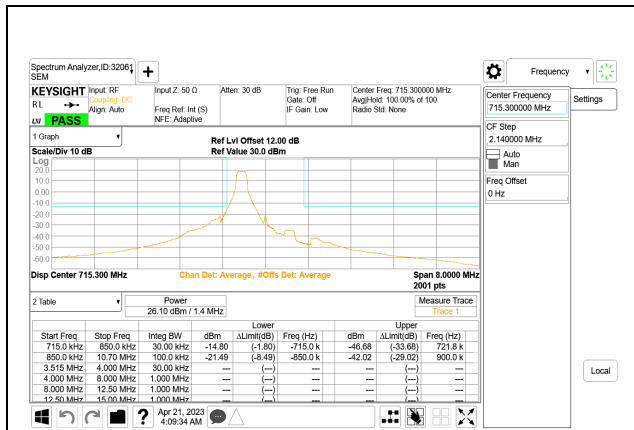 Spectrum Analyzer,ID:32061
SEM
Frequency
KEYSIGHT
Input: RF
Input Z: 50 Ω
Atten: 30 dB
Trig: Free Run
Center Freq: 715.300000 MHz
Coupling: DC
Gate: Off
Avg|Hold: 100.00% of 100
R L
Align: Auto
Freq Ref: Int (S)
IF Gain: Low
Radio Std: None
NFE: Adaptive
LXI
PASS
Center Frequency
715.300000 MHz
Settings
CF Step
2.140000 MHz
Auto
Man
Freq Offset
0 Hz
1 Graph
Ref Lvl Offset 12.00 dB
Scale/Div 10 dB
Ref Value 30.0 dBm
Log
20.0
10.0
0.00
-10.0
-20.0
-30.0
-40.0
-50.0
-60.0
Disp Center 715.300 MHz
Chan Det: Average, #Offs Det: Average
Span 8.0000 MHz
2001 pts
2 Table
Power
26.10 dBm / 1.4 MHz
Measure Trace
Trace 1
Lower
Upper
Start Freq Stop Freq Integ BW dBm ΔLimit(dB) Freq (Hz) dBm ΔLimit(dB) Freq (Hz)
715.0 kHz 850.0 kHz 30.00 kHz -14.80 (-1.80) -715.0 k -46.68 (-33.68) 721.8 k
850.0 kHz 10.70 MHz 100.0 kHz -21.49 (-8.49) -850.0 k -42.02 (-29.02) 900.0 k
3.515 MHz 4.000 MHz 30.00 kHz --- (---) --- --- (---) ---
4.000 MHz 8.000 MHz 1.000 MHz --- (---) --- --- (---) ---
8.000 MHz 12.50 MHz 1.000 MHz --- (---) --- --- (---) ---
12.50 MHz 15.00 MHz 1.000 MHz --- (---) --- --- (---) ---
Local
?
Apr 21, 2023
4:09:34 AM